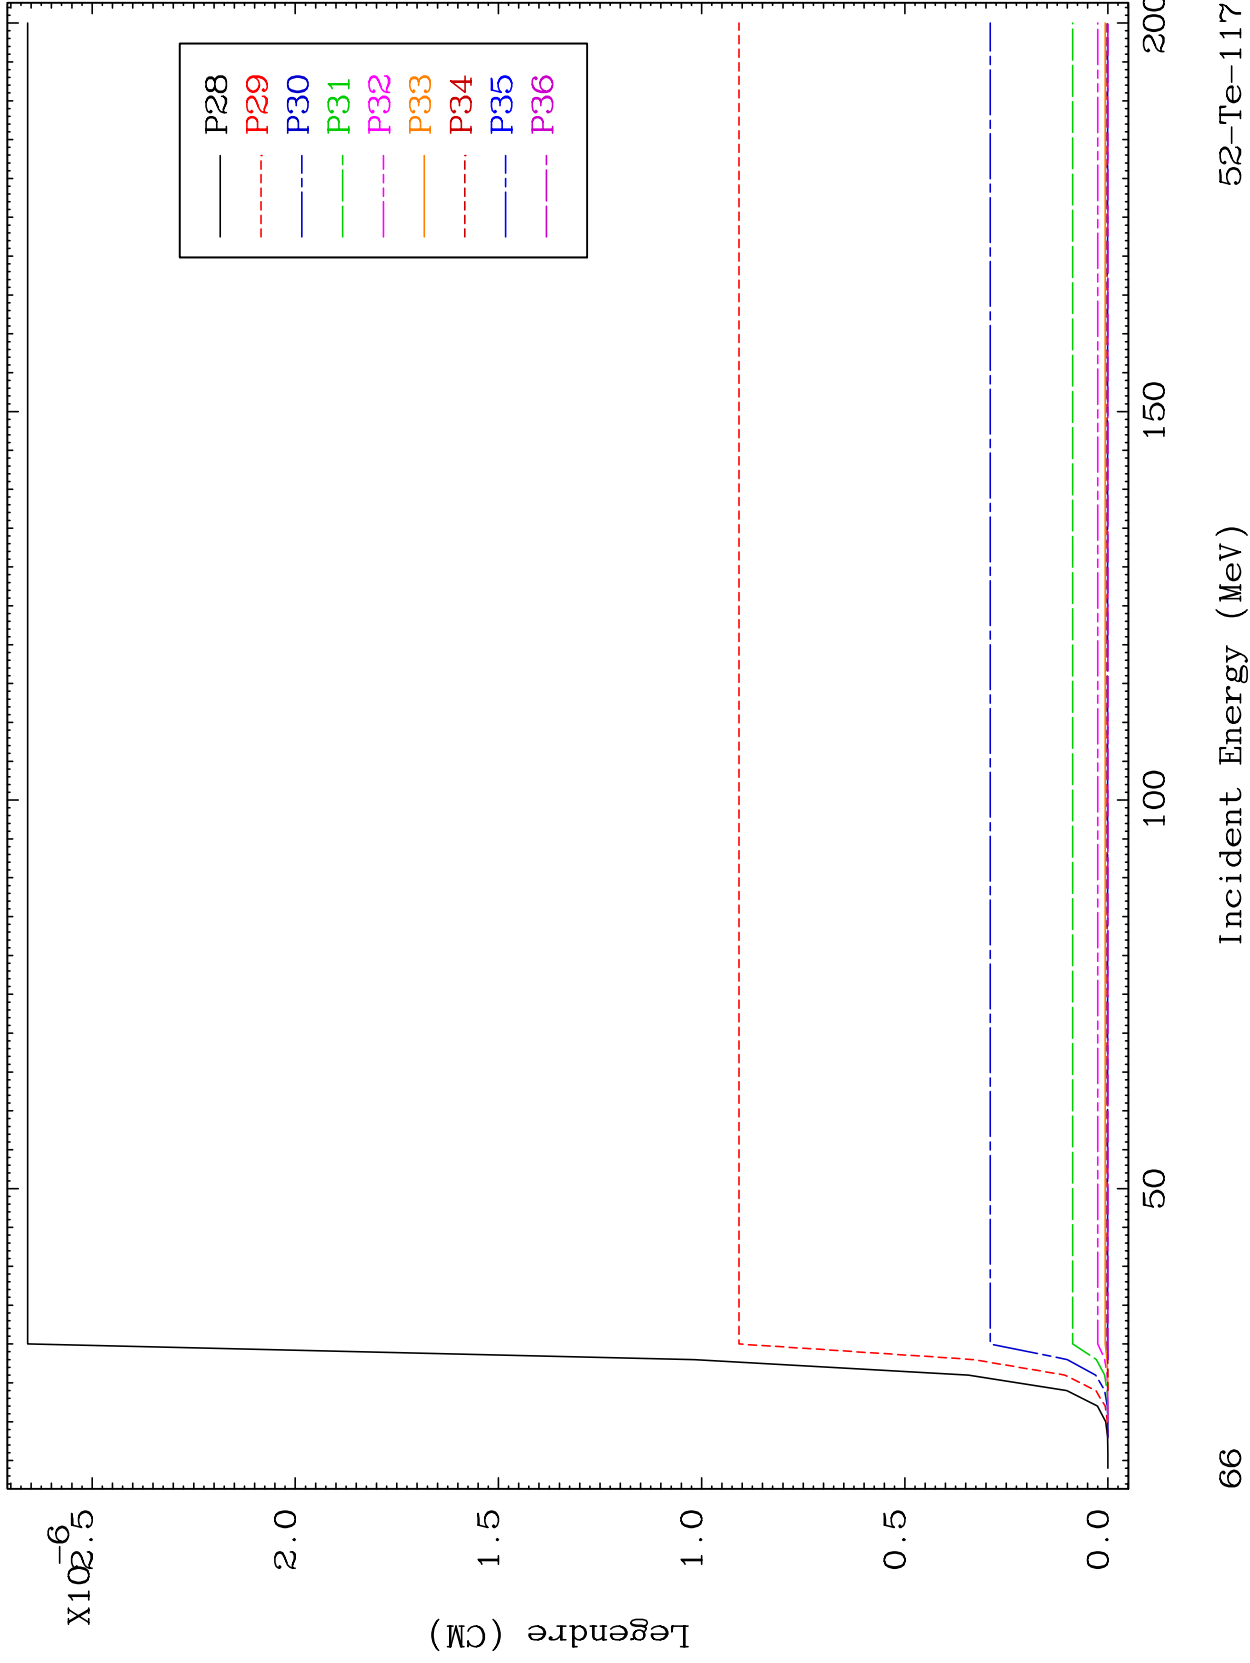 X10-6
2.5
2.0
1.5
1.0
0.5
0.0
Legendre (CM)
P28
P29
P30
P31
P32
P33
P34
P35
P36
50
100
150
200
Incident Energy (MeV)
66
52-Te-117